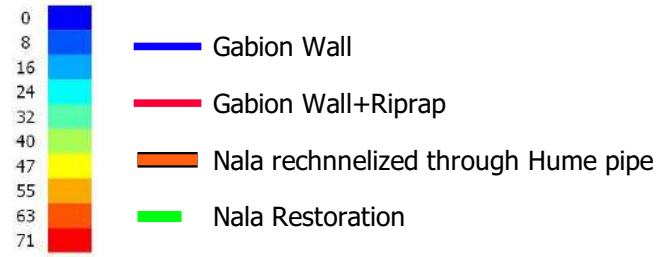 0
8
16
24
32
40
47
55
63
71
Gabion Wall
Gabion Wall+Riprap
Nala rechnnelized through Hume pipe
Nala Restoration